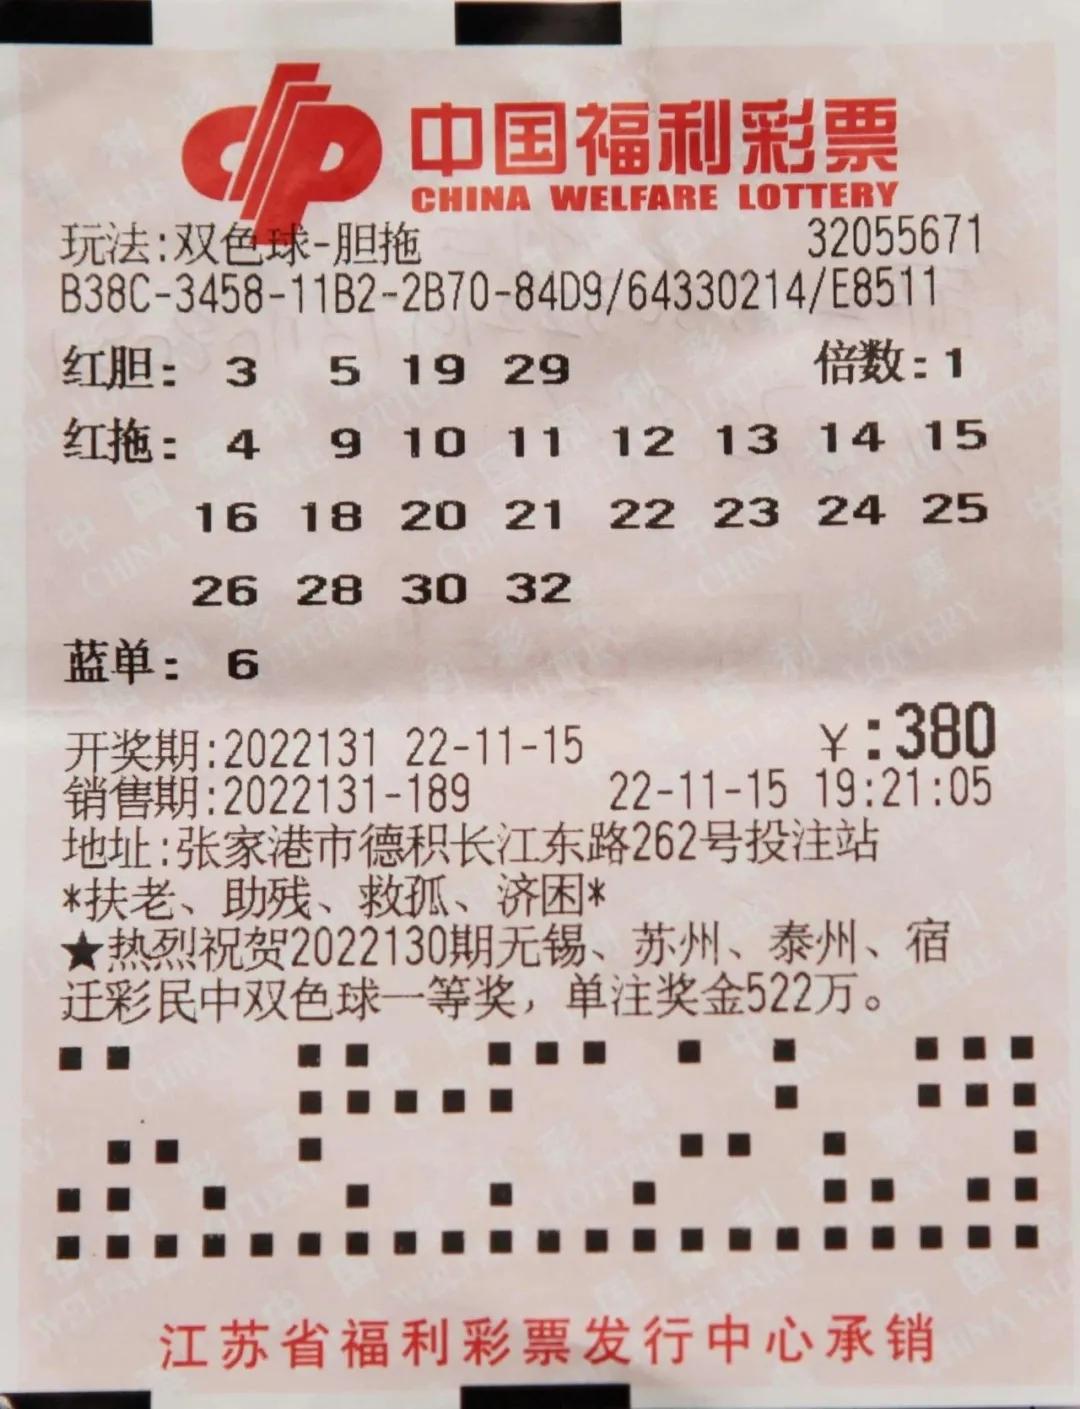 中国福利彩票
CHINA WELFARE LOTTERY
玩法:双色球-胆拖 32055671
B38C-3458-11B2-2B70-84D9/64330214/E8511
红胆: 3 5 19 29 倍数:1
红拖: 4 9 10 11 12 13 14 15
16 18 20 21 22 23 24 25
26 28 30 32
蓝单: 6
开奖期:2022131 22-11-15 ¥:380
销售期:2022131-189 22-11-15 19:21:05
地址:张家港市德积长江东路262号投注站
*扶老、助残、救孤、济困*
★热烈祝贺2022130期无锡、苏州、泰州、宿
迁彩民中双色球一等奖，单注奖金522万。
江苏省福利彩票发行中心承销